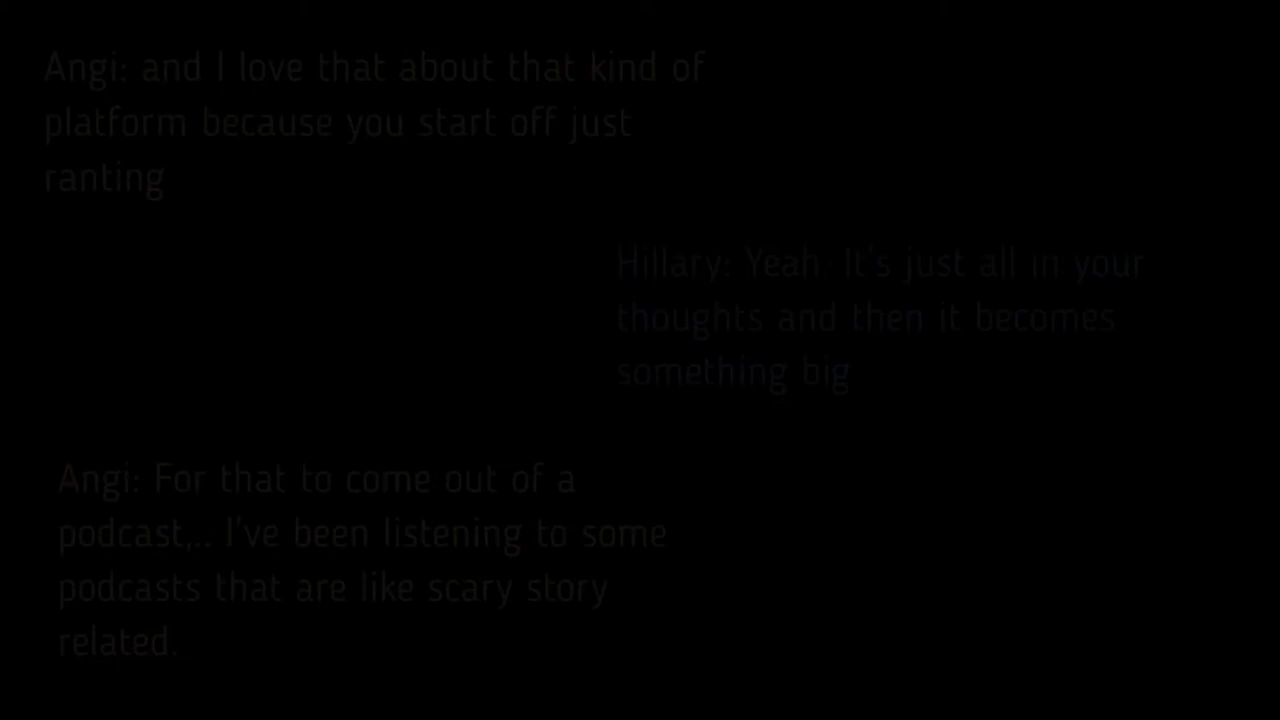 Angi: and I love that about that kind of
platform because you start off just
ranting
Hillary: Yeah. It's just all in your
thoughts and then it becomes
something big
Angi: For that to come out of a
podcast,.. I've been listening to some
podcasts that are like scary story
related.